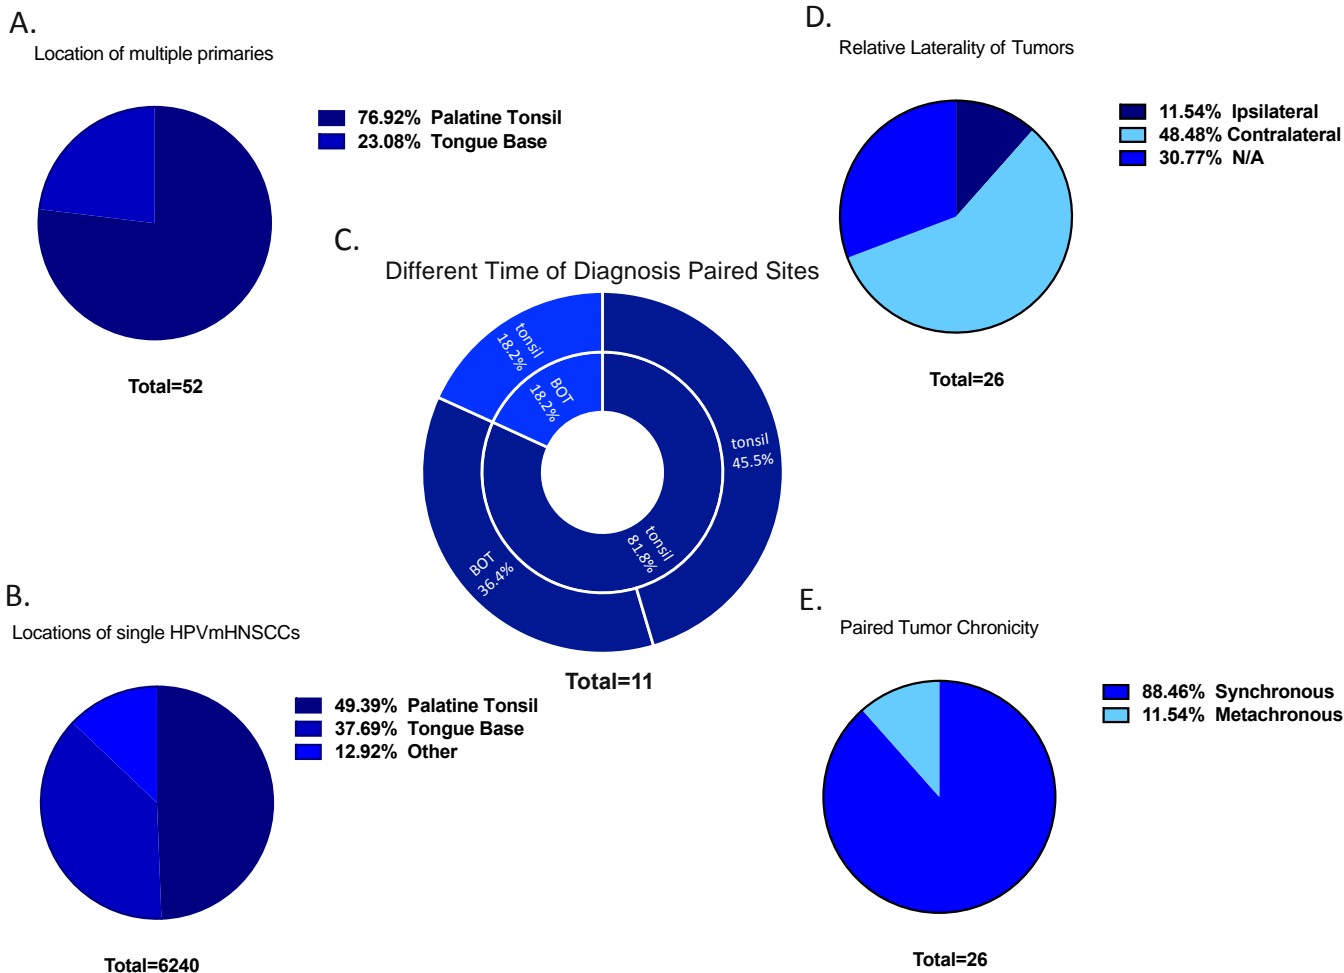 A.
Location of multiple primaries
76.92% Palatine Tonsil
23.08% Tongue Base
Total=52
B.
Locations of single HPVmHNSCCs
49.39% Palatine Tonsil
37.69% Tongue Base
12.92% Other
Total=6240
C.
Different Time of Diagnosis Paired Sites
tonsil
18.2%
BOT
18.2%
tonsil
45.5%
tonsil
81.8%
BOT
36.4%
Total=11
D.
Relative Laterality of Tumors
11.54% Ipsilateral
48.48% Contralateral
30.77% N/A
Total=26
E.
Paired Tumor Chronicity
88.46% Synchronous
11.54% Metachronous
Total=26